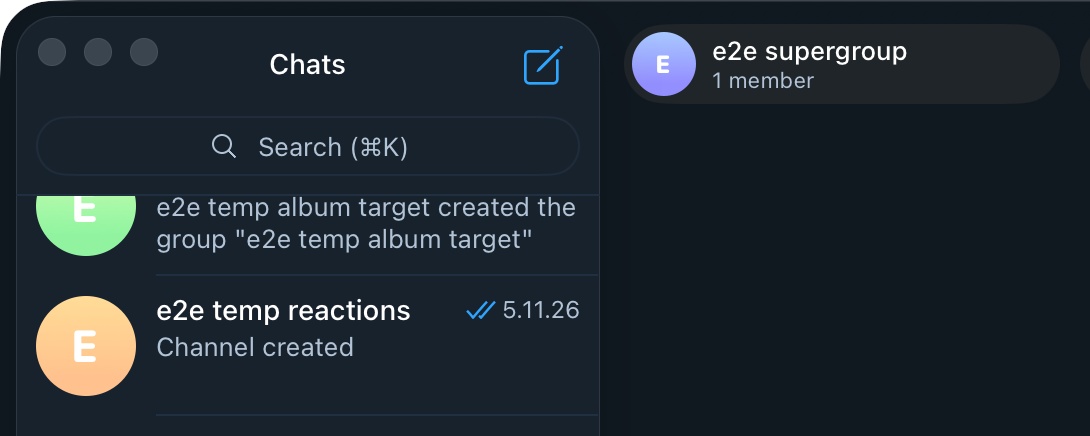 Chats
Search (⌘K)
E
e2e temp album target created the
group "e2e temp album target"
E
e2e temp reactions
5.11.26
Channel created
E
e2e supergroup
1 member